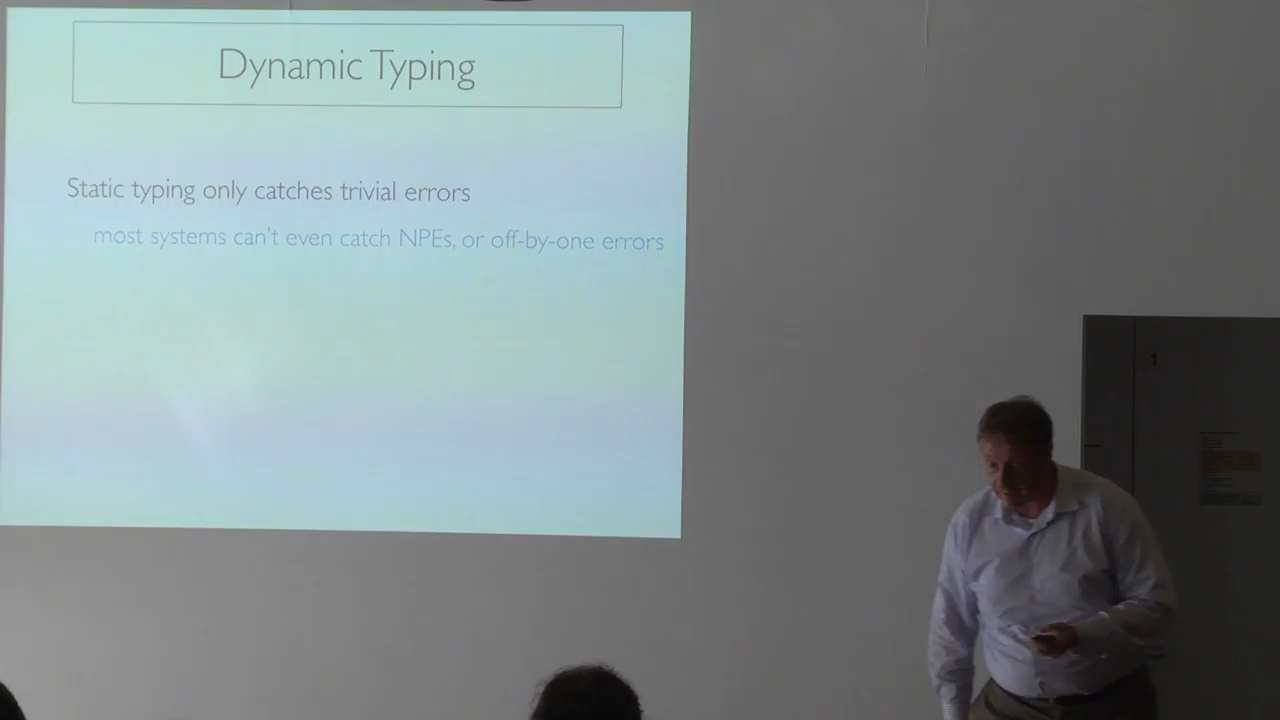 Dynamic Typing
Static typing only catches trivial errors
most systems can't even catch NPEs, or off-by-one errors
1